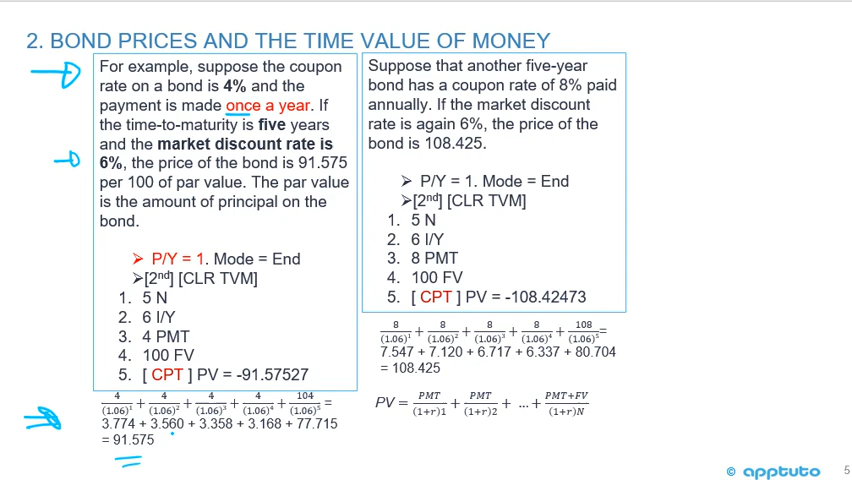 2. BOND PRICES AND THE TIME VALUE OF MONEY
For example, suppose the coupon
rate on a bond is 4% and the
payment is made once a year. If
the time-to-maturity is five years
and the market discount rate is
6%, the price of the bond is 91.575
per 100 of par value. The par value
is the amount of principal on the
bond.
➢ P/Y = 1. Mode = End
➢[2nd] [CLR TVM]
1. 5 N
2. 6 I/Y
3. 4 PMT
4. 100 FV
5. [ CPT ] PV = -91.57527
4/(1.06)¹ + 4/(1.06)² + 4/(1.06)³ + 4/(1.06)⁴ + 104/(1.06)⁵ =
3.774 + 3.560 + 3.358 + 3.168 + 77.715
= 91.575
Suppose that another five-year
bond has a coupon rate of 8% paid
annually. If the market discount
rate is again 6%, the price of the
bond is 108.425.
➢ P/Y = 1. Mode = End
➢[2nd] [CLR TVM]
1. 5 N
2. 6 I/Y
3. 8 PMT
4. 100 FV
5. [ CPT ] PV = -108.42473
8/(1.06)¹ + 8/(1.06)² + 8/(1.06)³ + 8/(1.06)⁴ + 108/(1.06)⁵=
7.547 + 7.120 + 6.717 + 6.337 + 80.704
= 108.425
PV = PMT/(1+r)1 + PMT/(1+r)2 + ... + PMT+FV/(1+r)N
© apptuto
5